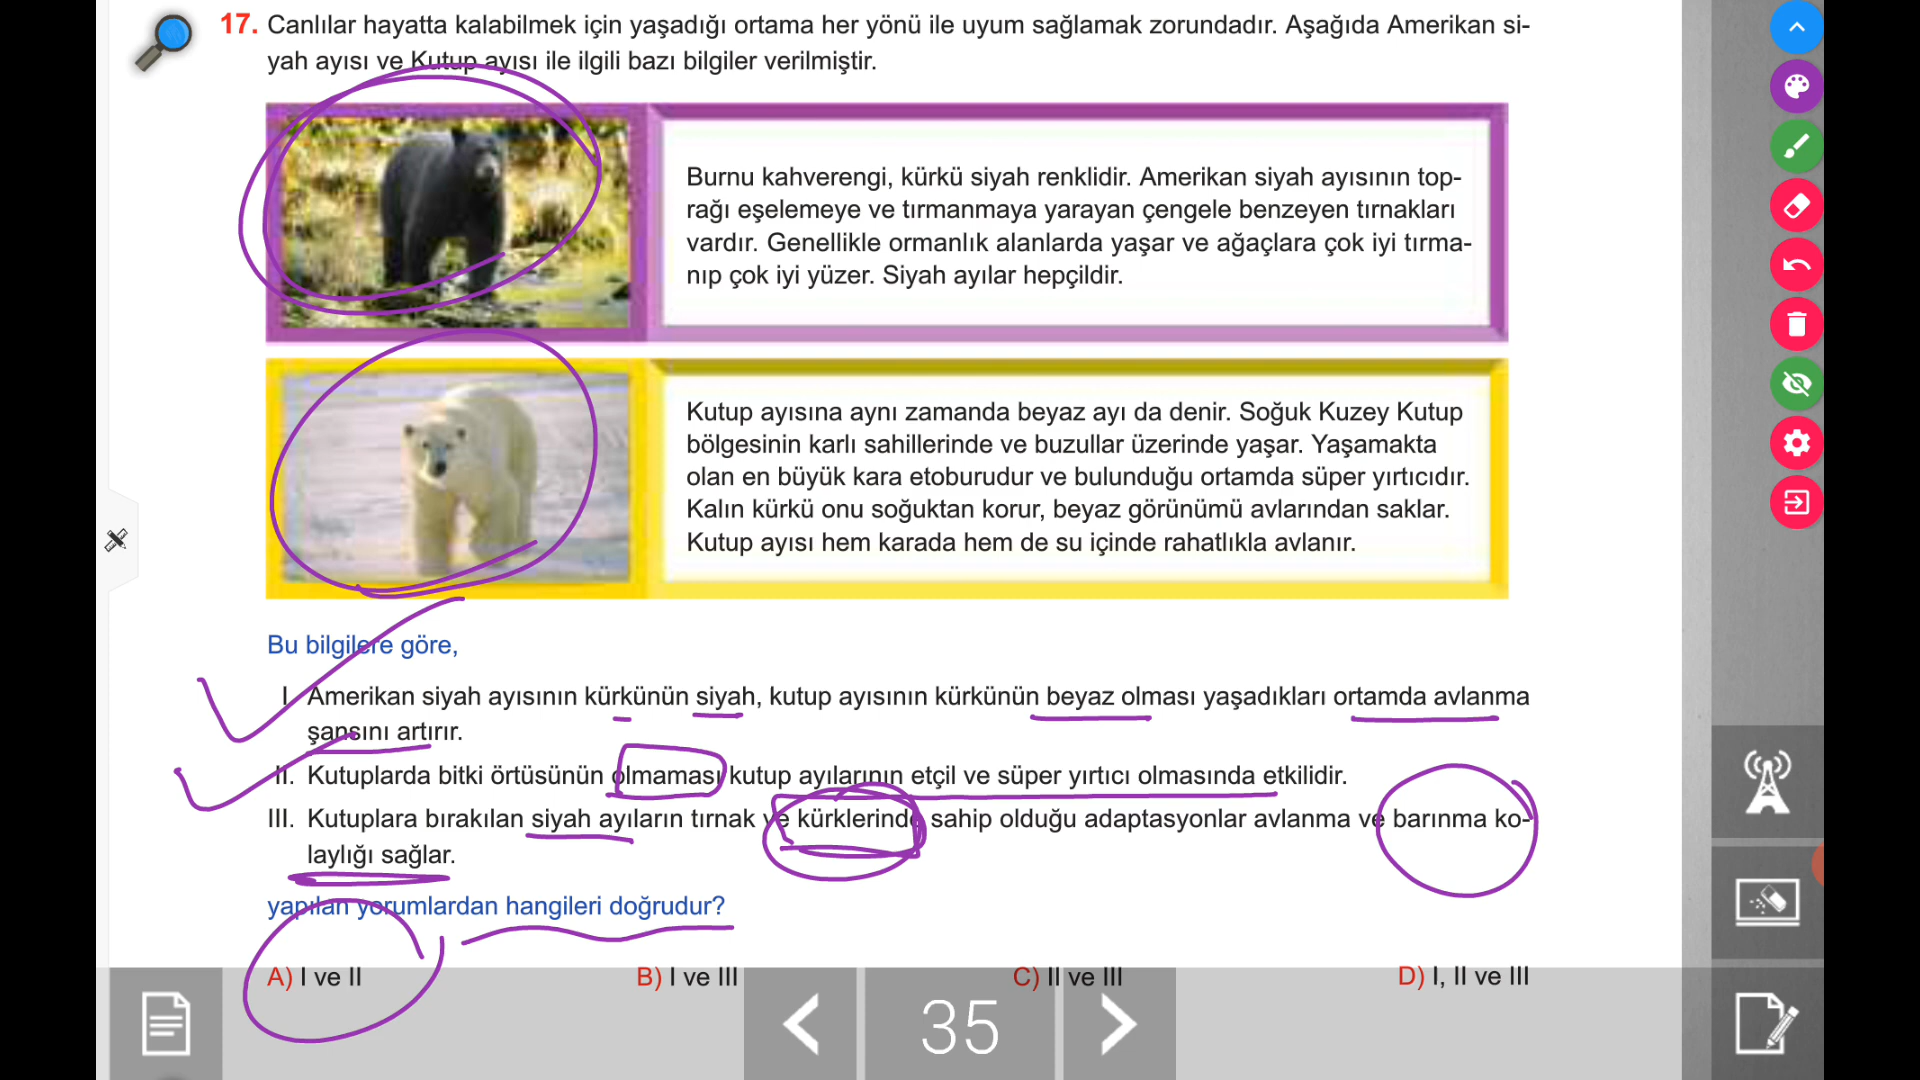 17. Canlılar hayatta kalabilmek için yaşadığı ortama her yönü ile uyum sağlamak zorundadır. Aşağıda Amerikan si-
yah ayısı ve Kutup ayısı ile ilgili bazı bilgiler verilmiştir.
Burnu kahverengi, kürkü siyah renklidir. Amerikan siyah ayısının top-
rağı eşelemeye ve tırmanmaya yarayan çengele benzeyen tırnakları
vardır. Genellikle ormanlık alanlarda yaşar ve ağaçlara çok iyi tırma-
nıp çok iyi yüzer. Siyah ayılar hepçildir.
Kutup ayısına aynı zamanda beyaz ayı da denir. Soğuk Kuzey Kutup
bölgesinin karlı sahillerinde ve buzullar üzerinde yaşar. Yaşamakta
olan en büyük kara etoburudur ve bulunduğu ortamda süper yırtıcıdır.
Kalın kürkü onu soğuktan korur, beyaz görünümü avlarından saklar.
Kutup ayısı hem karada hem de su içinde rahatlıkla avlanır.
Bu bilgilere göre,
I. Amerikan siyah ayısının kürkünün siyah, kutup ayısının kürkünün beyaz olması yaşadıkları ortamda avlanma
şansını artırır.
II. Kutuplarda bitki örtüsünün olmaması kutup ayılarının etçil ve süper yırtıcı olmasında etkilidir.
III. Kutuplara bırakılan siyah ayıların tırnak ve kürklerinde sahip olduğu adaptasyonlar avlanma ve barınma ko-
laylığı sağlar.
yapılan yorumlardan hangileri doğrudur?
A) I ve II B) I ve III C) II ve III D) I, II ve III
35